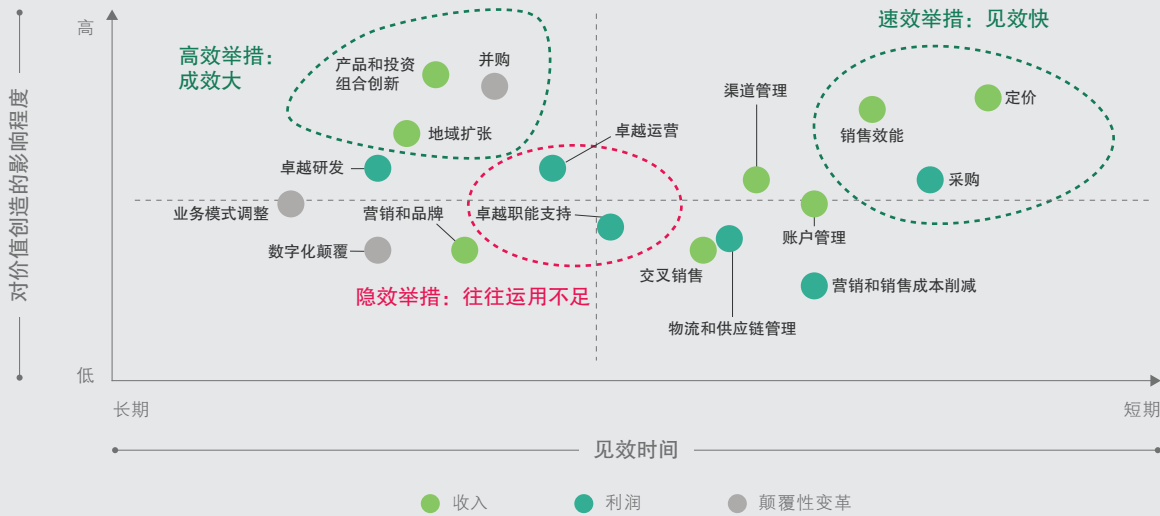 对价值创造的影响程度
高
速效举措：见效快
高效举措：
成效大
产品和投资
组合创新
并购
地域扩张
渠道管理
定价
销售效能
卓越运营
卓越研发
采购
业务模式调整
营销和品牌
卓越职能支持
账户管理
数字化颠覆
交叉销售
营销和销售成本削减
隐效举措：往往运用不足
物流和供应链管理
低
长期
短期
见效时间
收入
利润
颠覆性变革